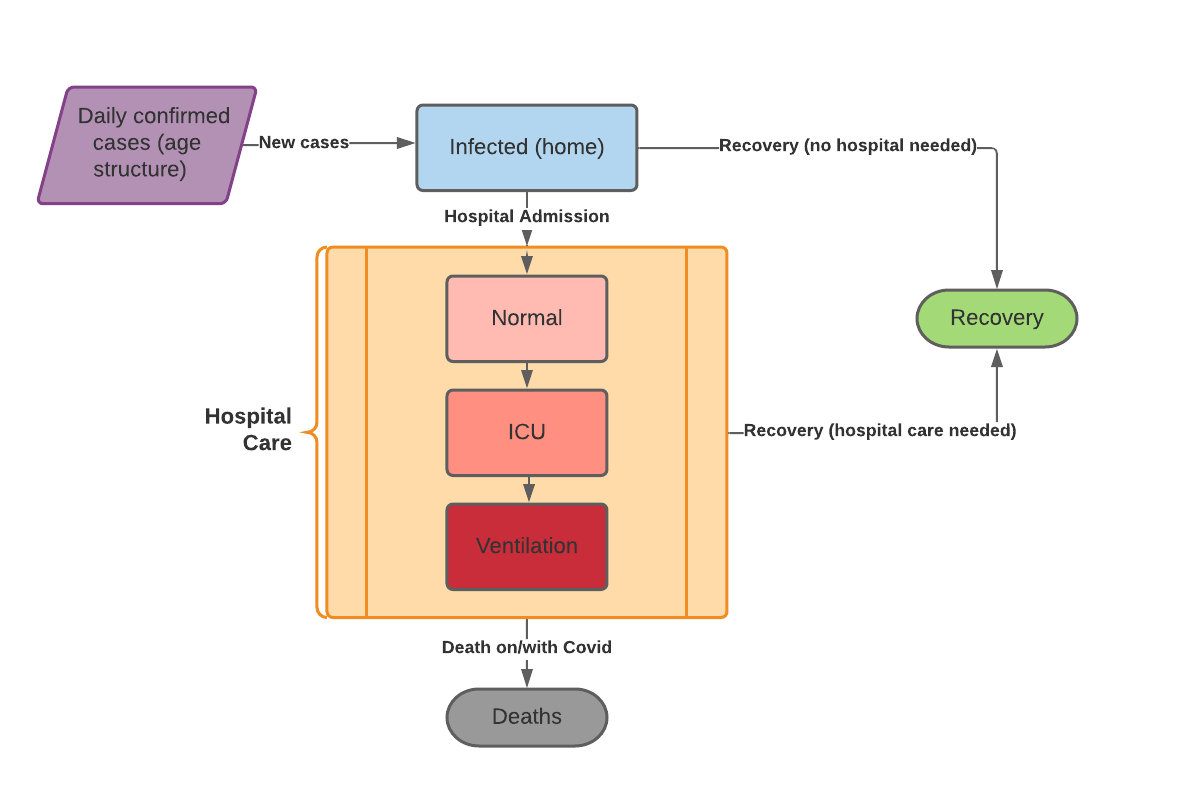 Daily confirmed
cases (age
structure)
New cases
Infected (home)
Recovery (no hospital needed)
Hospital Admission
Normal
Recovery
ICU
Hospital
Care
Recovery (hospital care needed)
Ventilation
Death on/with Covid
Deaths